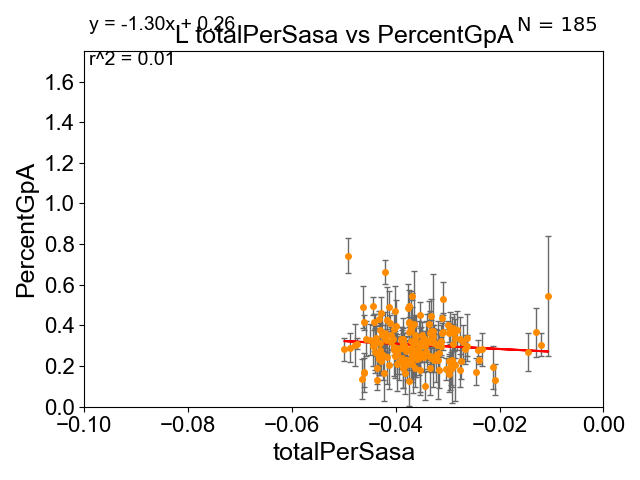 y = -1.30x + 0.26
N = 185
L totalPerSasa vs PercentGpA
r^2 = 0.01
PercentGpA
1.6
1.4
1.2
1.0
0.8
0.6
0.4
0.2
0.0
−0.10
−0.08
−0.06
−0.04
−0.02
0.00
totalPerSasa